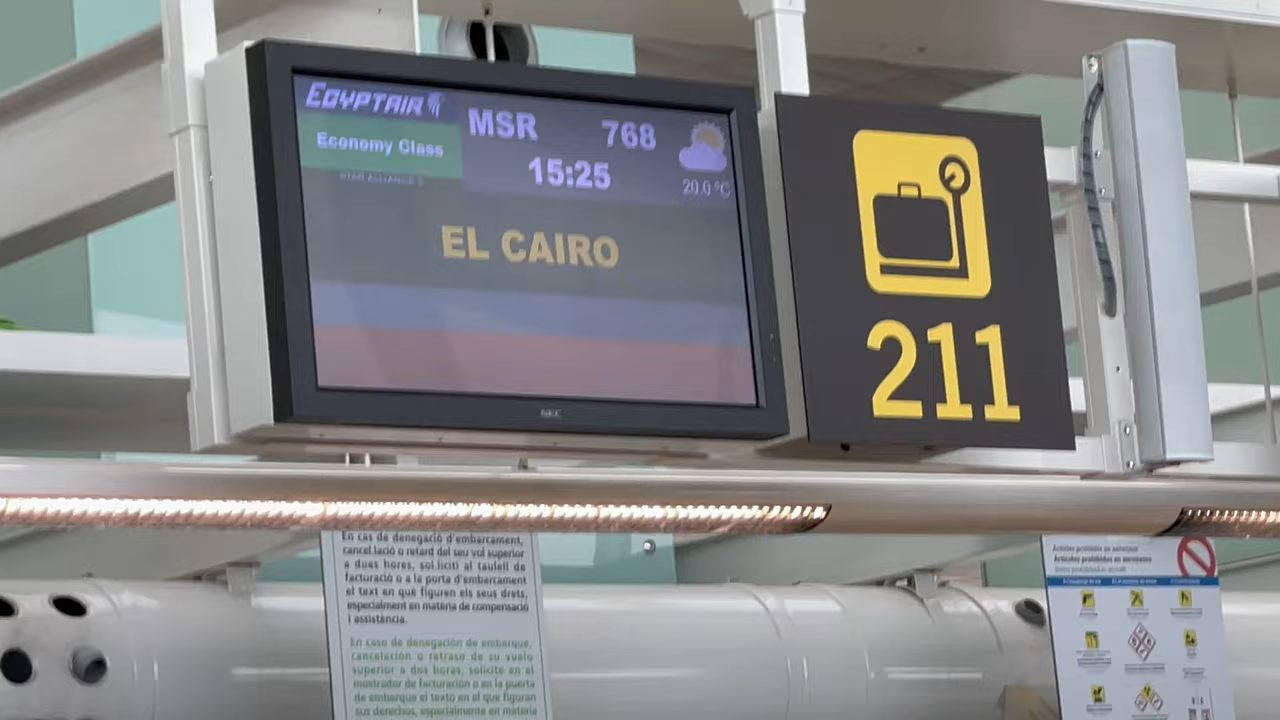 EGYPTAIR
MSR 768
Economy Class
15:25
STAR ALLIANCE
20.0 °C
EL CAIRO
211
NEC
En cas de denegació d'embarcament,
cancel.lació o retard del seu vol superior
a dues hores, sol.liciti al taulell de
facturació o a la porta d'embarcament
el text en què figuren els seus drets,
especialment en matèria de compensació
i assistència.
En caso de denegación de embarque,
cancelación o retraso de su vuelo
superior a dos horas, solicite en el
mostrador de facturación o en la puerta
de embarque el texto en el que figuran
sus derechos, especialmente en materia